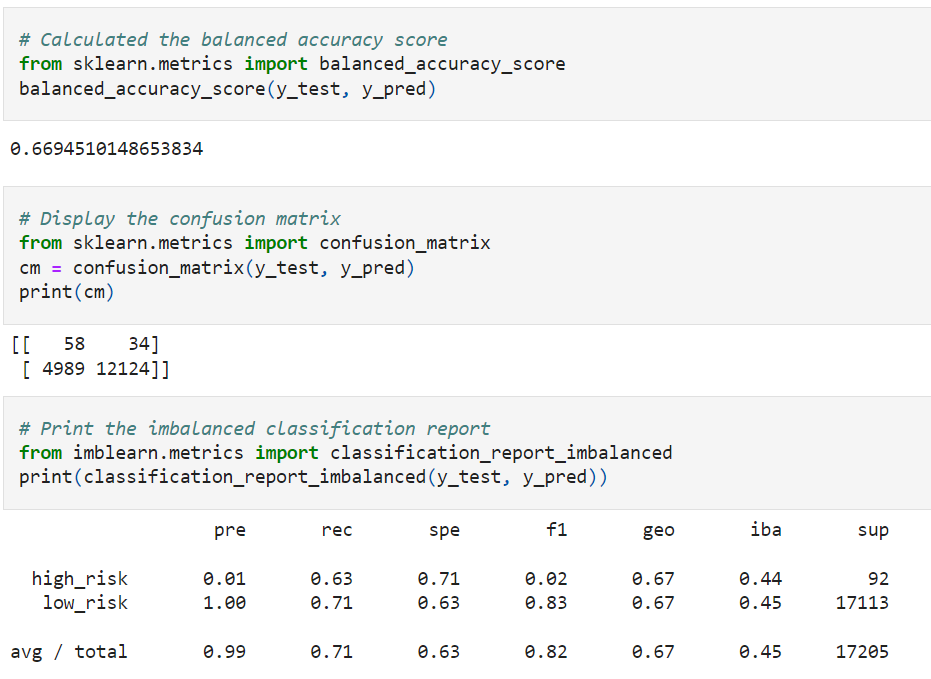 # Calculated the balanced accuracy score
from sklearn.metrics import balanced_accuracy_score
balanced_accuracy_score(y_test, y_pred)
0.6694510148653834
# Display the confusion matrix
from sklearn.metrics import confusion_matrix
cm = confusion_matrix(y_test, y_pred)
print(cm)
[[   58    34]
 [ 4989 12124]]
# Print the imbalanced classification report
from imblearn.metrics import classification_report_imbalanced
print(classification_report_imbalanced(y_test, y_pred))
                   pre       rec       spe        f1       geo       iba       sup
  high_risk       0.01      0.63      0.71      0.02      0.67      0.44        92
   low_risk       1.00      0.71      0.63      0.83      0.67      0.45     17113
avg / total       0.99      0.71      0.63      0.82      0.67      0.45     17205